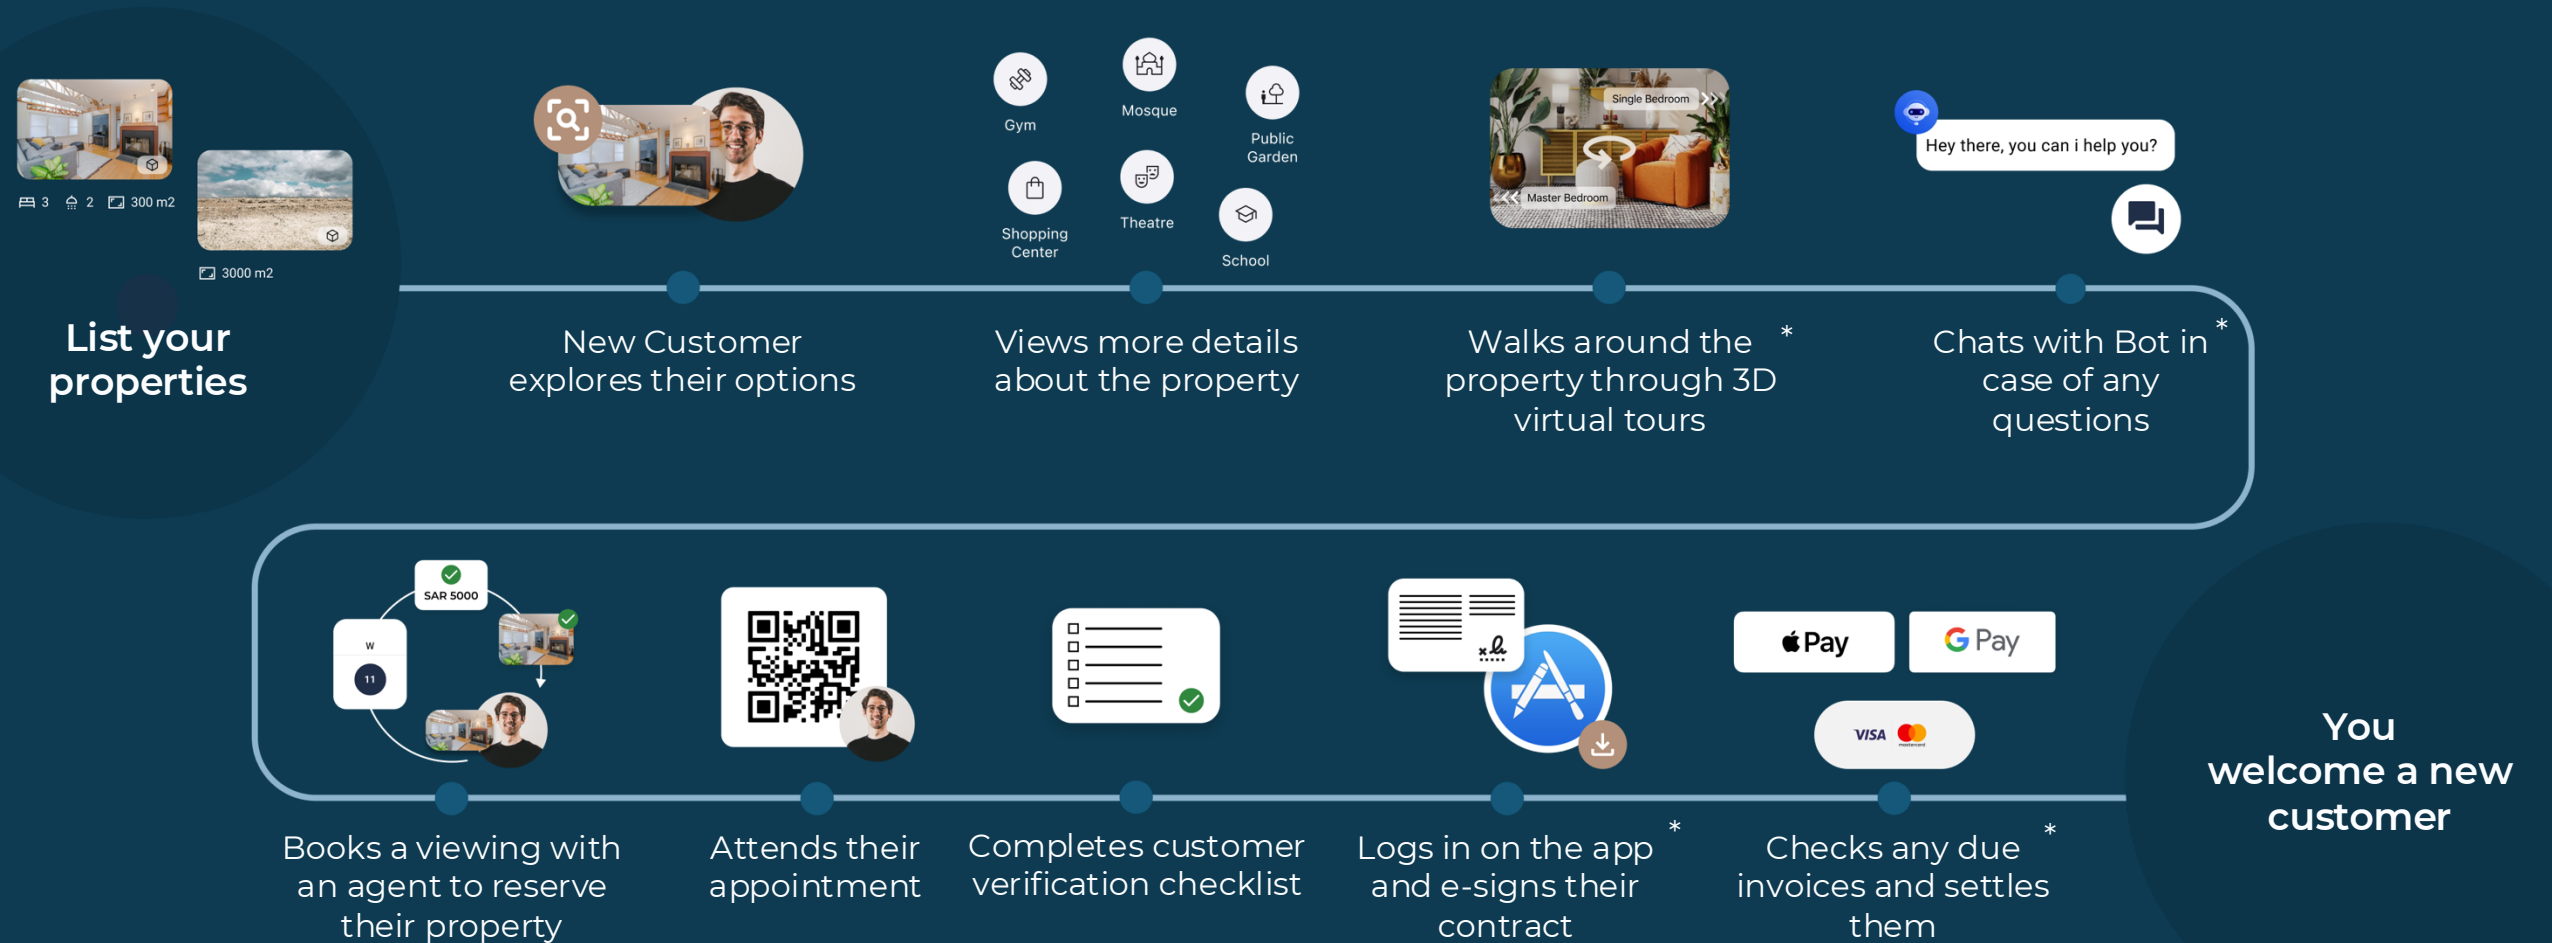 3 2 300 m2
3000 m2
List your
properties
New Customer
explores their options
Gym
Mosque
Public
Garden
Shopping
Center
Theatre
School
Views more details
about the property
Single Bedroom
Master Bedroom
Walks around the *
property through 3D
virtual tours
Hey there, you can i help you?
Chats with Bot in *
case of any
questions
SAR 5000
W
11
Books a viewing with
an agent to reserve
their property
Attends their
appointment
Completes customer
verification checklist
Logs in on the app *
and e-signs their
contract
Pay
G Pay
VISA mastercard
Checks any due *
invoices and settles
them
You
welcome a new
customer